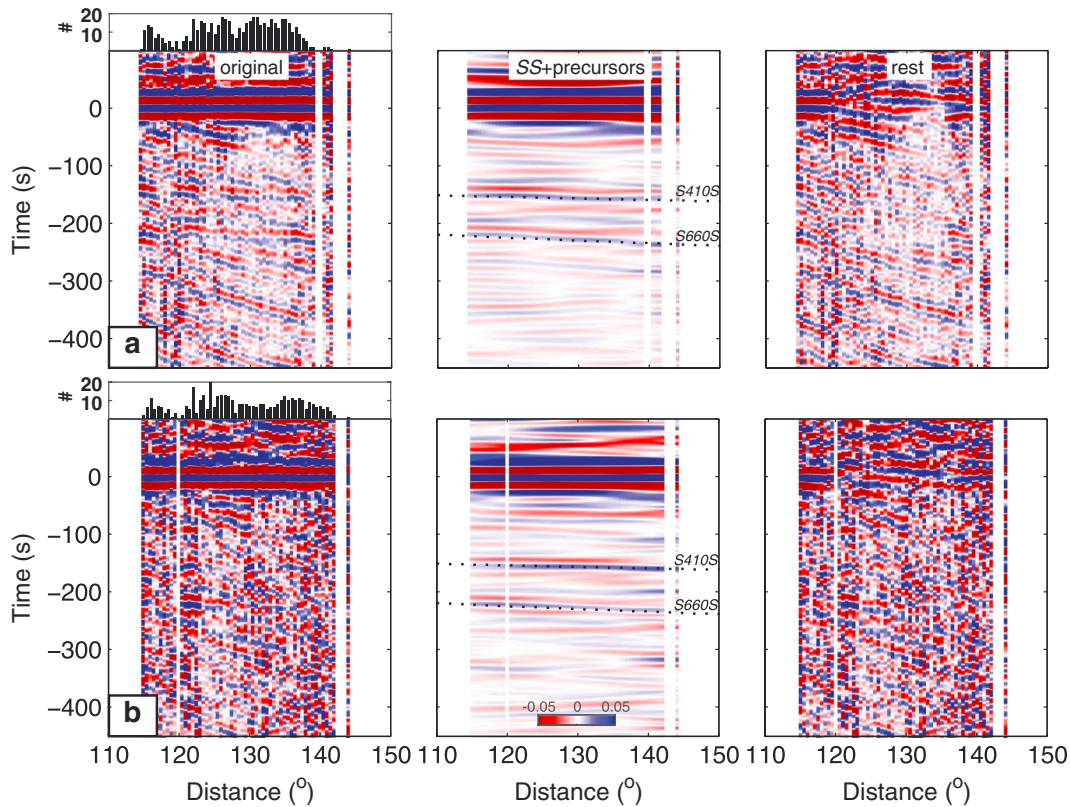 #
20
10
original
SS+precursors
rest
Time (s)
0
−100
−200
−300
−400
S410S
S660S
a
#
20
10
Time (s)
0
−100
−200
−300
−400
S410S
S660S
b
-0.05 0 0.05
110 120 130 140 150
110 120 130 140 150
110 120 130 140 150
Distance (°)
Distance (°)
Distance (°)